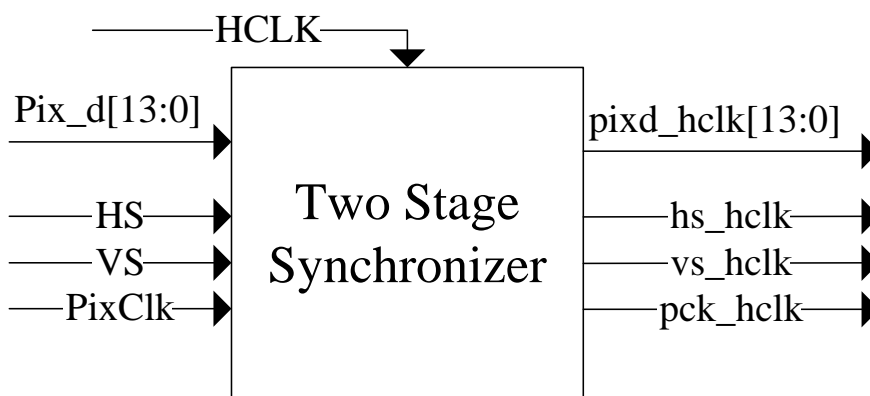 HCLK
Pix_d[13:0]
pixd_hclk[13:0]
Two Stage
Synchronizer
HS
hs_hclk
VS
vs_hclk
PixClk
pck_hclk